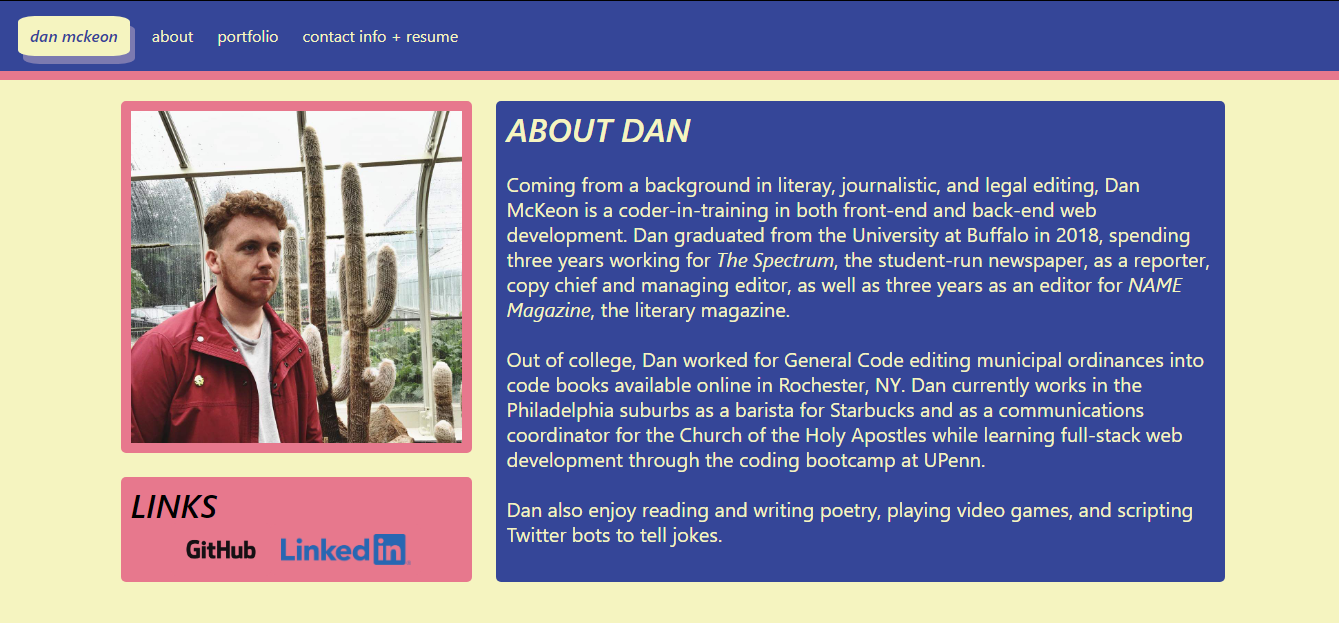 dan mckeon about portfolio contact info + resume
ABOUT DAN
Coming from a background in literay, journalistic, and legal editing, Dan
McKeon is a coder-in-training in both front-end and back-end web
development. Dan graduated from the University at Buffalo in 2018, spending
three years working for The Spectrum, the student-run newspaper, as a reporter,
copy chief and managing editor, as well as three years as an editor for NAME
Magazine, the literary magazine.
Out of college, Dan worked for General Code editing municipal ordinances into
code books available online in Rochester, NY. Dan currently works in the
Philadelphia suburbs as a barista for Starbucks and as a communications
coordinator for the Church of the Holy Apostles while learning full-stack web
development through the coding bootcamp at UPenn.
Dan also enjoy reading and writing poetry, playing video games, and scripting
Twitter bots to tell jokes.
LINKS
GitHub LinkedIn